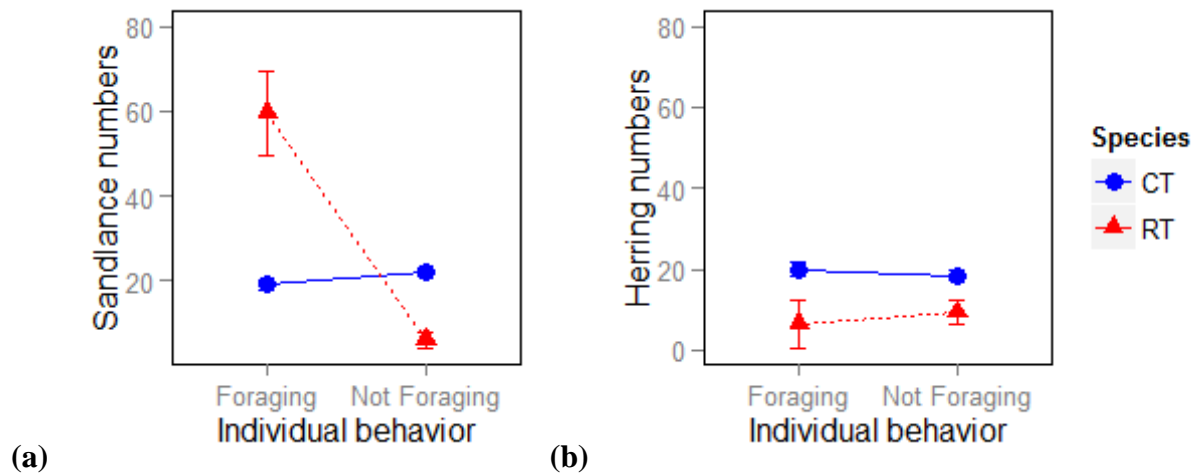 80
60
40
20
Sandlance numbers
Foraging Not Foraging
Individual behavior
(a)
80
60
40
20
0
Herring numbers
Foraging Not Foraging
Individual behavior
(b)
Species
CT
RT